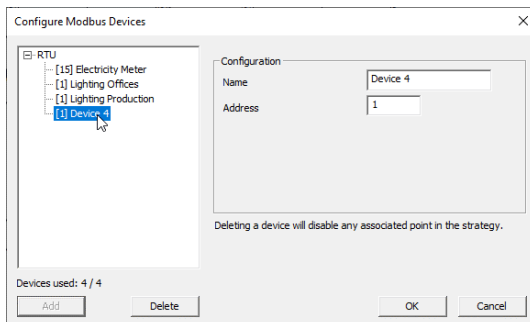 Configure Modbus Devices
RTU
[15] Electricity Meter
[1] Lighting Offices
[1] Lighting Production
[1] Device 4
Configuration
Name
Device 4
Address
1
Deleting a device will disable any associated point in the strategy.
Devices used: 4 / 4
Add
Delete
OK
Cancel